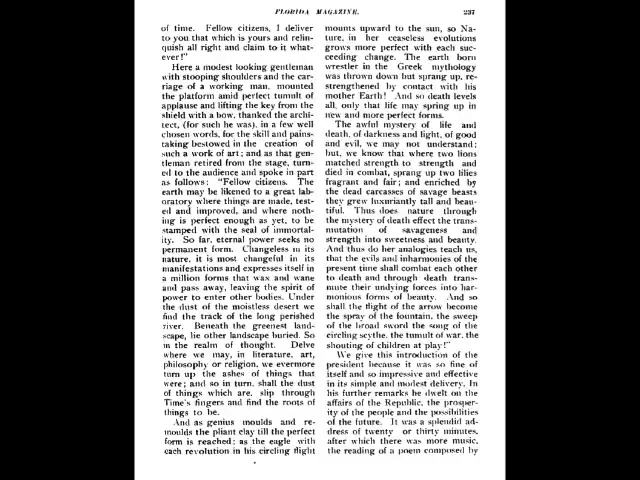 FLORIDA MAGAZINE.
237
of time. Fellow citizens, I deliver
to you that which is yours and relin-
quish all right and claim to it what-
ever!"
Here a modest looking gentleman
with stooping shoulders and the car-
riage of a working man, mounted
the platform amid perfect tumult of
applause and lifting the key from the
shield with a bow, thanked the archi-
tect, (for such he was), in a few well
chosen words, for the skill and pains-
taking bestowed in the creation of
such a work of art; and as that gen-
tleman retired from the stage, turn-
ed to the audience and spoke in part
as follows: "Fellow citizens. The
earth may be likened to a great lab-
oratory where things are made, test-
ed and improved, and where noth-
ing is perfect enough as yet, to be
stamped with the seal of immortal-
ity. So far, eternal power seeks no
permanent form. Changeless in its
nature, it is most changeful in its
manifestations and expresses itself in
a million forms that wax and wane
and pass away, leaving the spirit of
power to enter other bodies. Under
the dust of the moistless desert we
find the track of the long perished
river. Beneath the greenest land-
scape, lie other landscape buried. So
in the realm of thought. Delve
where we may, in literature, art,
philosophy or religion, we evermore
turn up the ashes of things that
were; and so in turn, shall the dust
of things which are, slip through
Time's fingers and find the roots of
things to be.
And as genius moulds and re-
moulds the pliant clay till the perfect
form is reached; as the eagle with
each revolution in his circling flight
mounts upward to the sun, so Na-
ture, in her ceaseless evolutions
grows more perfect with each suc-
ceeding change. The earth born
wrestler in the Greek mythology
was thrown down but sprang up, re-
strengthened by contact with his
mother Earth! And so death levels
all, only that life may spring up in
new and more perfect forms.
The awful mystery of life and
death, of darkness and light, of good
and evil, we may not understand;
but, we know that where two lions
matched strength to strength and
died in combat, sprang up two lilies
fragrant and fair; and enriched by
the dead carcasses of savage beasts
they grew luxuriantly tall and beau-
tiful. Thus does nature through
the mystery of death effect the trans-
mutation of savageness and
strength into sweetness and beauty.
And thus do her analogies teach us,
that the evils and inharmonies of the
present time shall combat each other
to death and through death trans-
mute their undying forces into har-
monious forms of beauty. And so
shall the flight of the arrow become
the spray of the fountain, the sweep
of the broad sword the song of the
circling scythe, the tumult of war, the
shouting of children at play!"
We give this introduction of the
president because it was so fine of
itself and so impressive and effective
in its simple and modest delivery. In
his further remarks he dwelt on the
affairs of the Republic, the prosper-
ity of the people and the possibilities
of the future. It was a splendid ad-
dress of twenty or thirty minutes,
after which there was more music,
the reading of a poem composed by